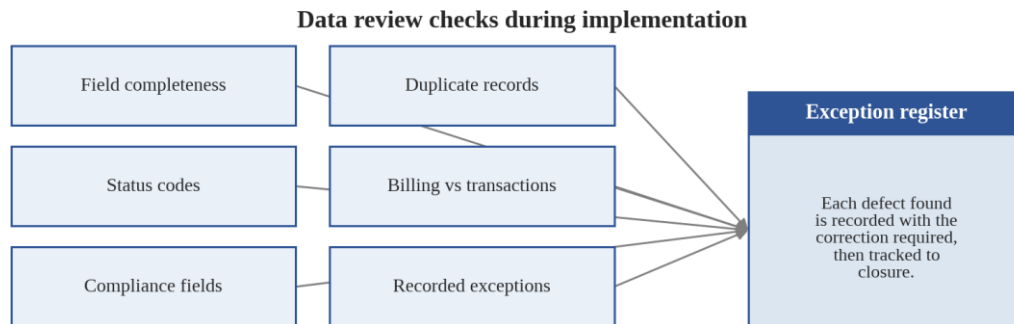 Data review checks during implementation
Field completeness
Duplicate records
Exception register
Status codes
Billing vs transactions
Each defect found
is recorded with the
correction required,
then tracked to
closure.
Compliance fields
Recorded exceptions